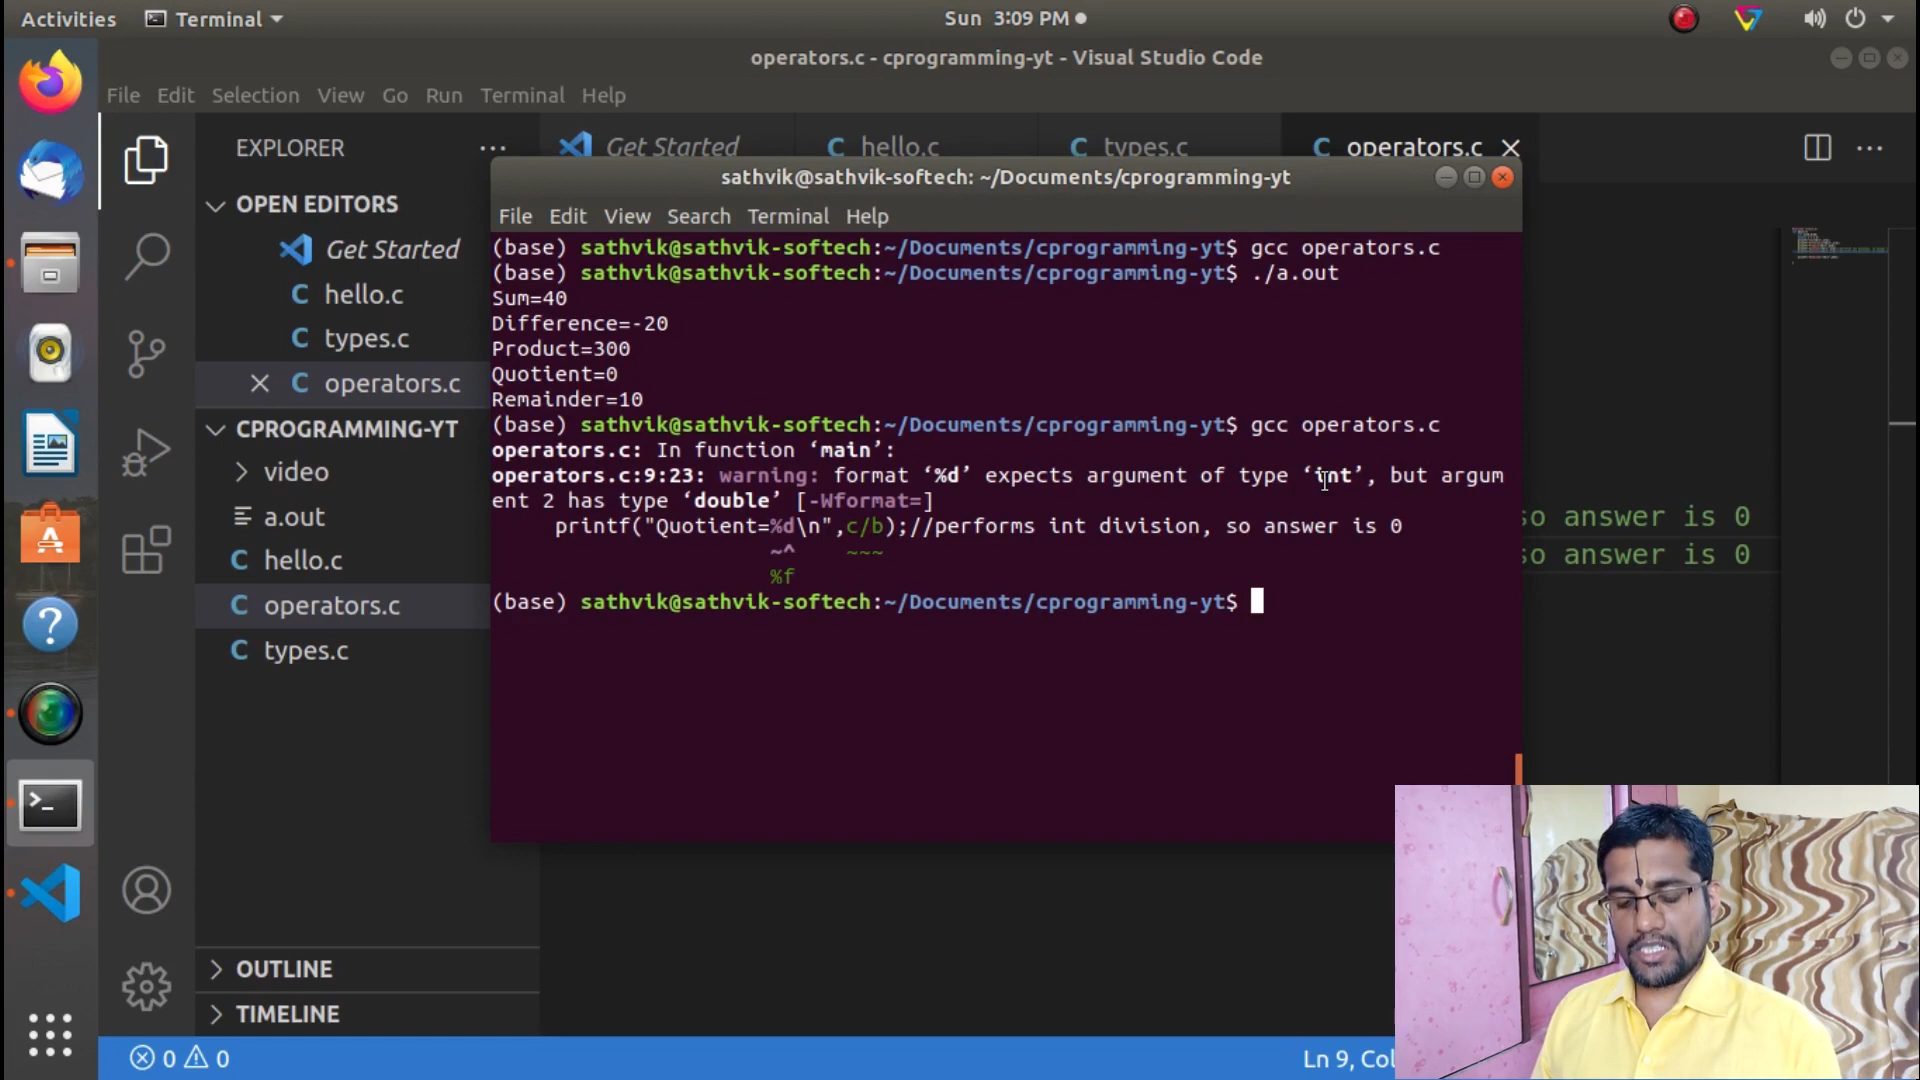 Activities Terminal Sun 3:09 PM
operators.c - cprogramming-yt - Visual Studio Code
File Edit Selection View Go Run Terminal Help
EXPLORER ··· Get Started C hello.c C types.c C operators.c
OPEN EDITORS
Get Started
C hello.c
C types.c
C operators.c
CPROGRAMMING-YT
video
a.out
C hello.c
C operators.c
C types.c
OUTLINE
TIMELINE
sathvik@sathvik-softech: ~/Documents/cprogramming-yt
File Edit View Search Terminal Help
(base) sathvik@sathvik-softech:~/Documents/cprogramming-yt$ gcc operators.c
(base) sathvik@sathvik-softech:~/Documents/cprogramming-yt$ ./a.out
Sum=40
Difference=-20
Product=300
Quotient=0
Remainder=10
(base) sathvik@sathvik-softech:~/Documents/cprogramming-yt$ gcc operators.c
operators.c: In function ‘main’:
operators.c:9:23: warning: format ‘%d’ expects argument of type ‘int’, but argum
ent 2 has type ‘double’ [-Wformat=]
printf("Quotient=%d\n",c/b);//performs int division, so answer is 0
~^ ~~~
%f
(base) sathvik@sathvik-softech:~/Documents/cprogramming-yt$
so answer is 0
so answer is 0
0 0
Ln 9,